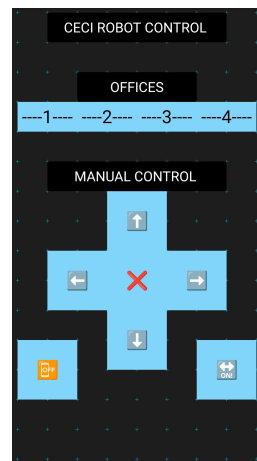 CECI ROBOT CONTROL
OFFICES
----1---- ----2---- ----3---- ----4----
MANUAL CONTROL
OFF
ON!